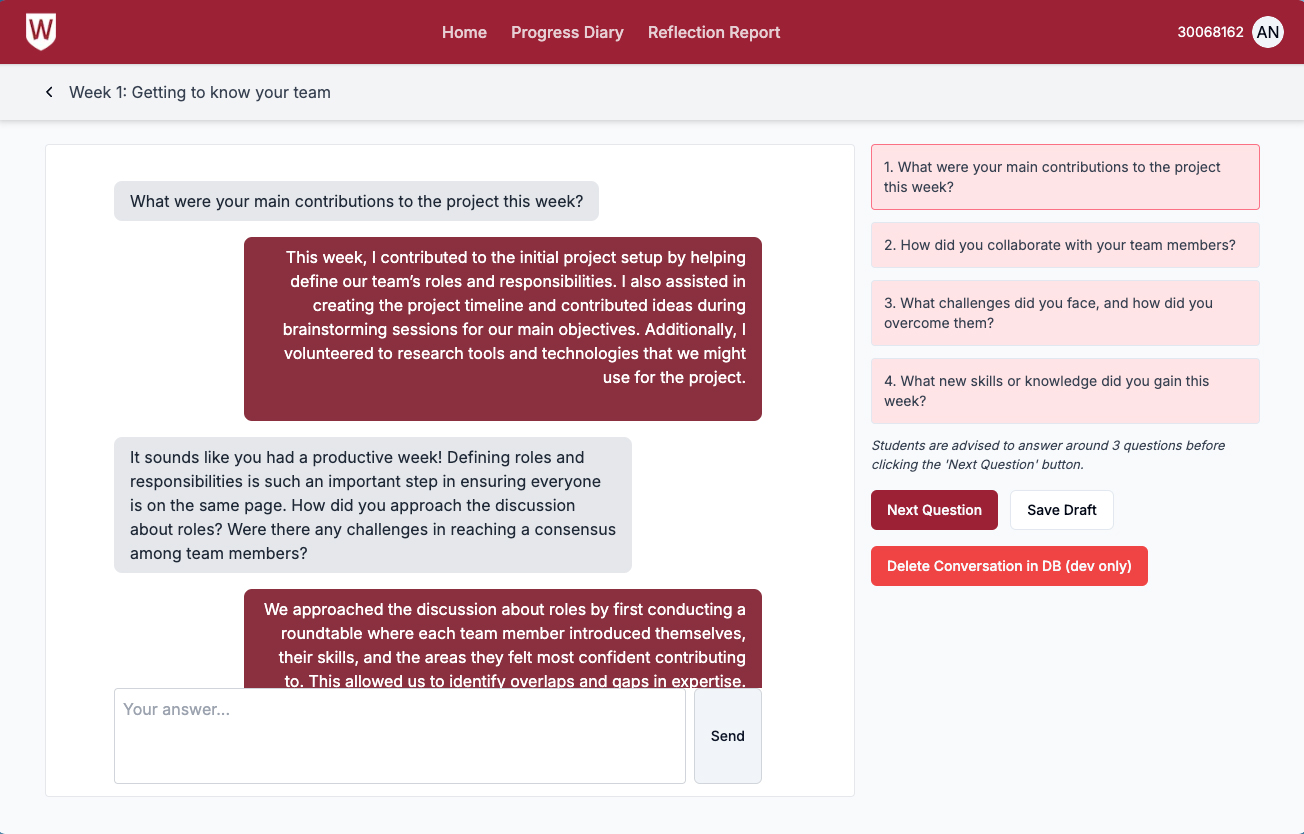 W
Home
Progress Diary
Reflection Report
30068162
AN
Week 1: Getting to know your team
What were your main contributions to the project this week?
This week, I contributed to the initial project setup by helping
define our team’s roles and responsibilities. I also assisted in
creating the project timeline and contributed ideas during
brainstorming sessions for our main objectives. Additionally, I
volunteered to research tools and technologies that we might
use for the project.
It sounds like you had a productive week! Defining roles and
responsibilities is such an important step in ensuring everyone
is on the same page. How did you approach the discussion
about roles? Were there any challenges in reaching a consensus
among team members?
We approached the discussion about roles by first conducting a
roundtable where each team member introduced themselves,
their skills, and the areas they felt most confident contributing
to. This allowed us to identify overlaps and gaps in expertise.
Your answer...
Send
1. What were your main contributions to the project
this week?
2. How did you collaborate with your team members?
3. What challenges did you face, and how did you
overcome them?
4. What new skills or knowledge did you gain this
week?
Students are advised to answer around 3 questions before
clicking the 'Next Question' button.
Next Question
Save Draft
Delete Conversation in DB (dev only)